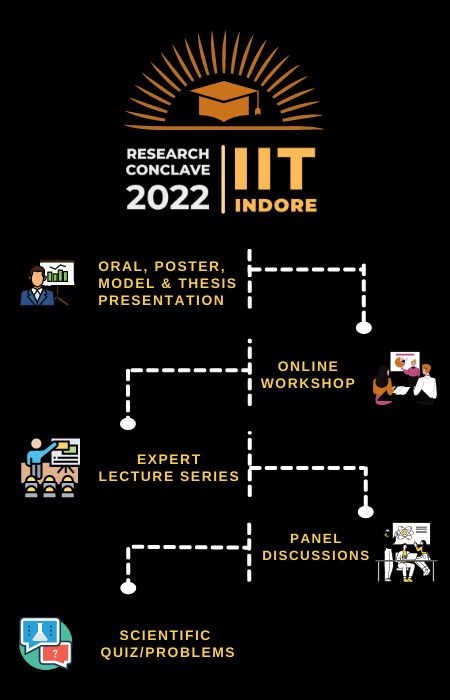 RESEARCH
CONCLAVE
2022
IIT
INDORE
ORAL, POSTER,
MODEL & THESIS
PRESENTATION
ONLINE
WORKSHOP
EXPERT
LECTURE SERIES
PANEL
DISCUSSIONS
SCIENTIFIC
QUIZ/PROBLEMS
?